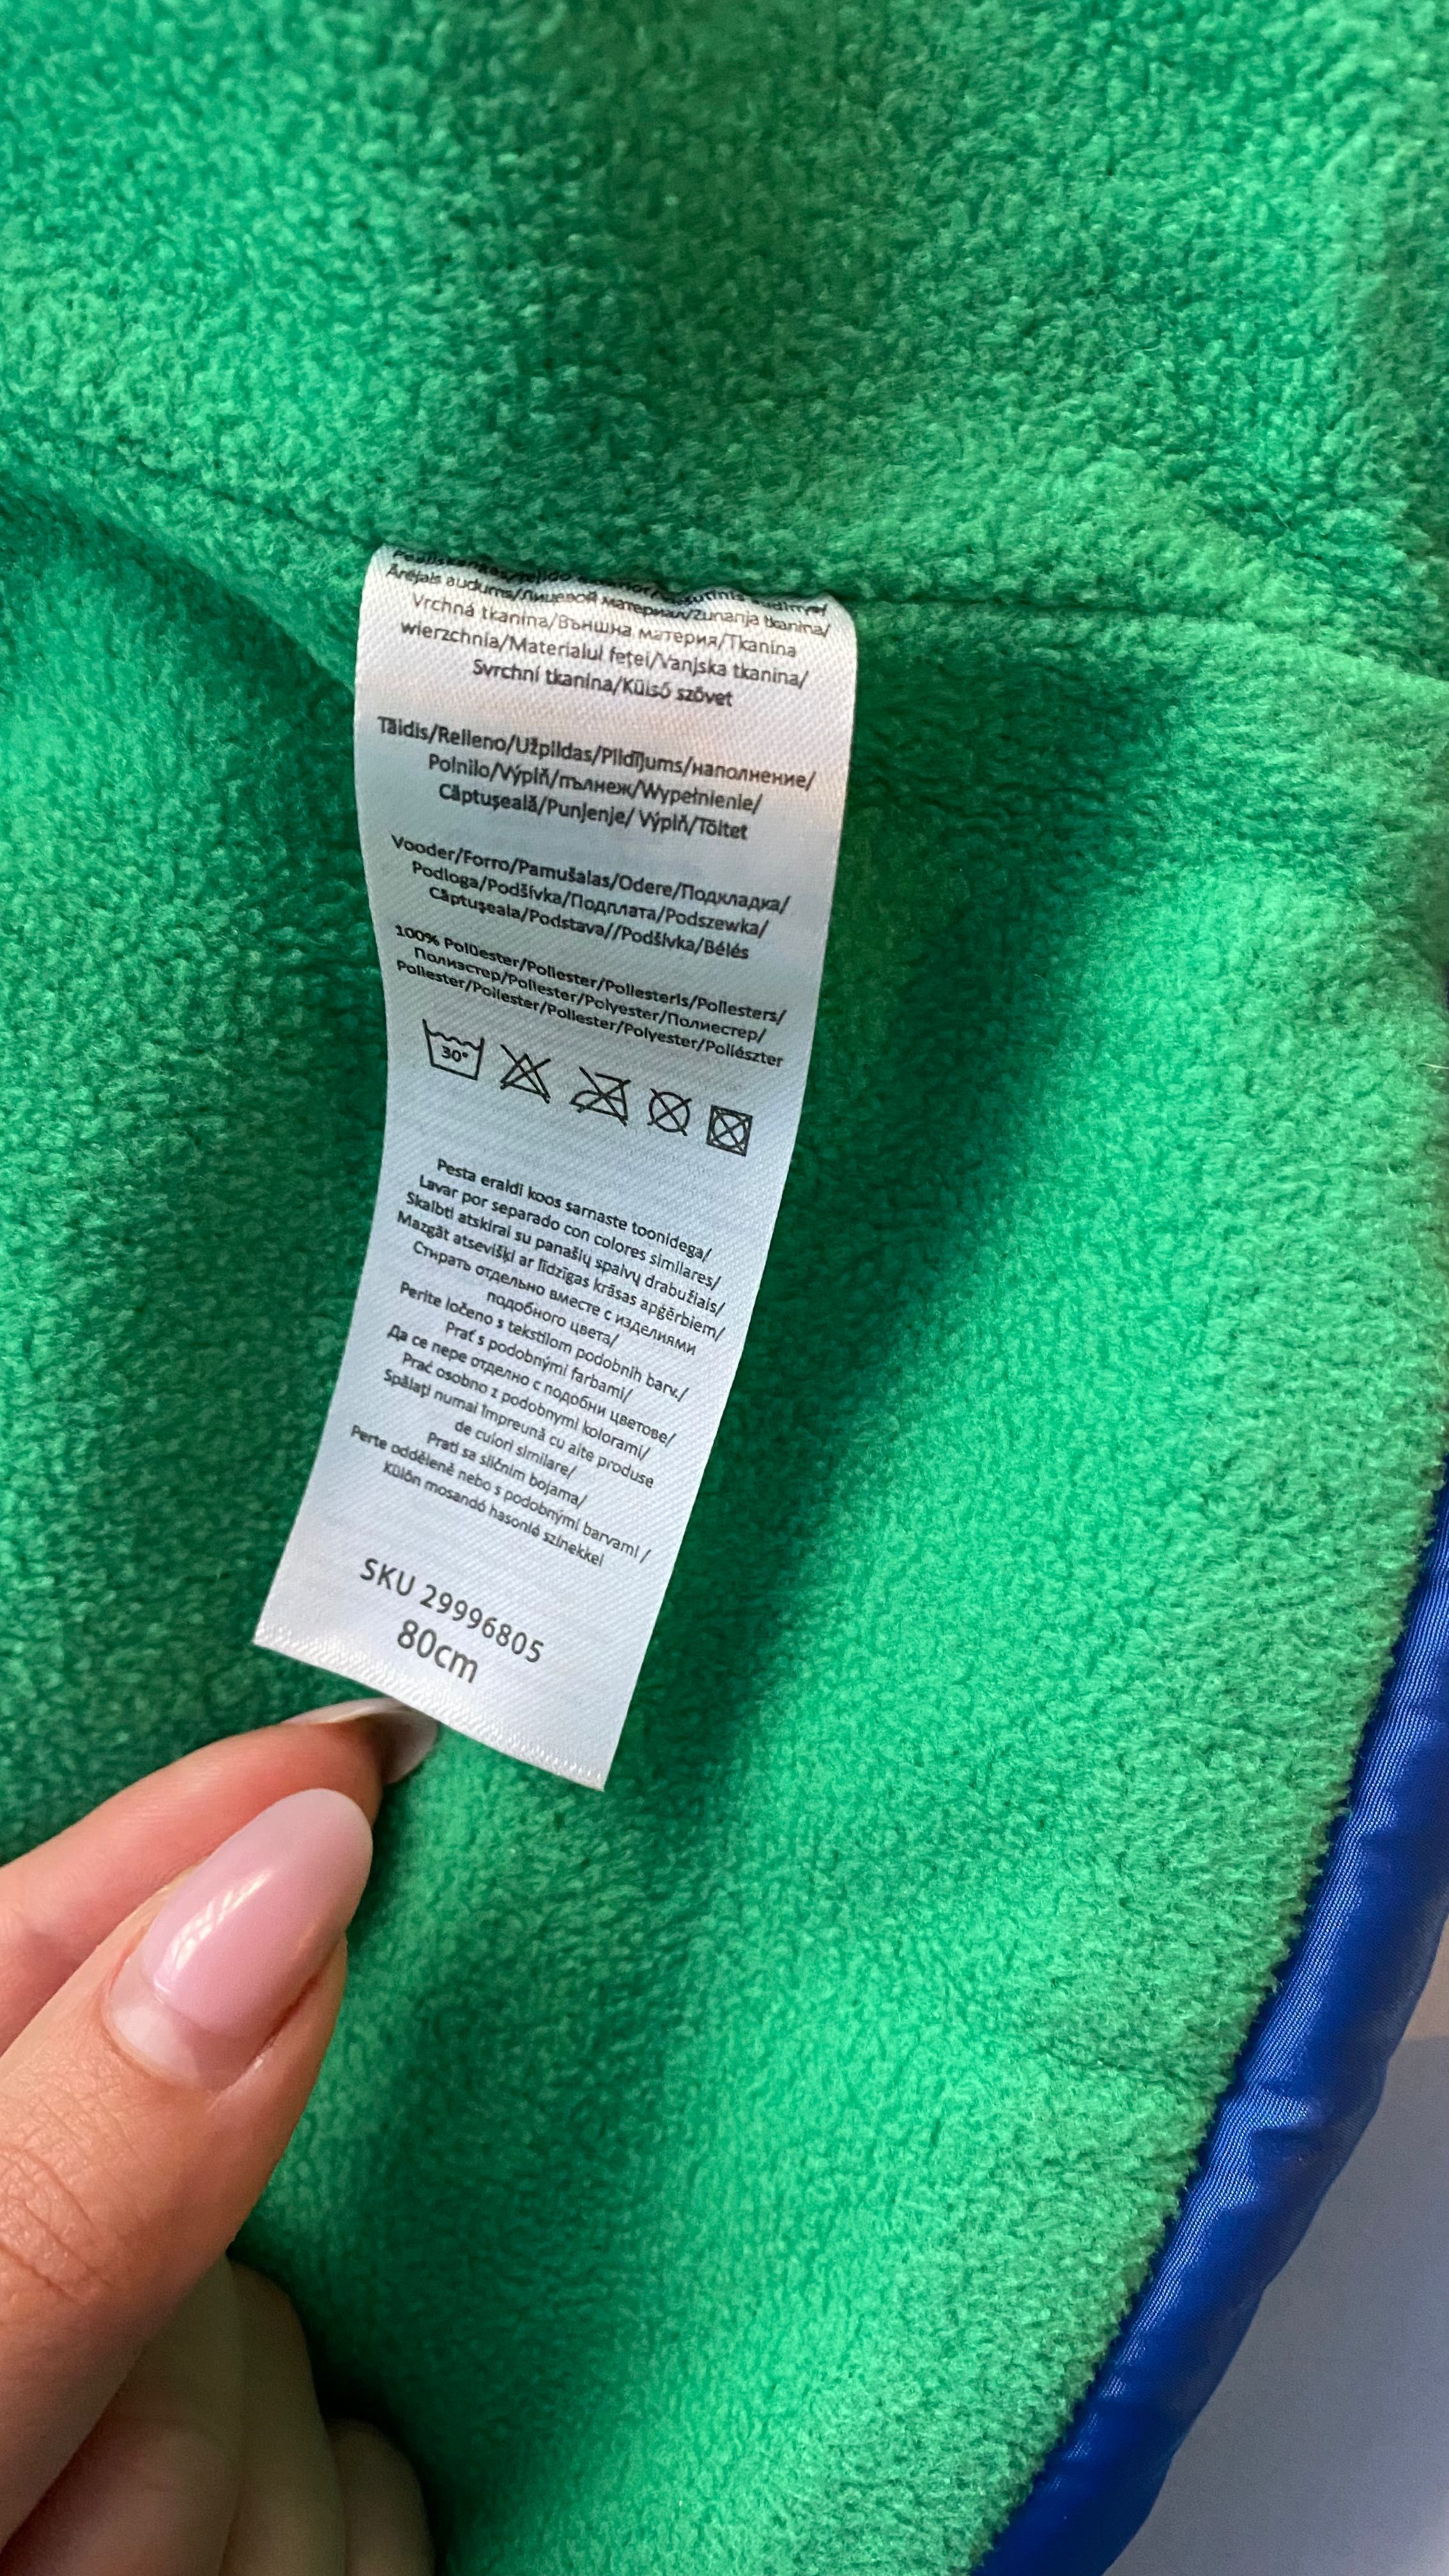 Ārējais audums/Лицевой материал/Zunanja tkanina/
Vrchná tkanina/Външна материя/Tkanina
wierzchnia/Materialul feței/Vanjska tkanina/
Svrchní tkanina/Külső szövet
Täidis/Relleno/Užpildas/Pildījums/наполнение/
Polnilo/Výplň/пълнеж/Wypełnienie/
Căptușeală/Punjenje/ Výplň/Töltet
Vooder/Forro/Pamušalas/Odere/Подкладка/
Podloga/Podšívka/Подплата/Podszewka/
Căptușeala/Podstava//Podšívka/Bélés
100% Polüester/Poliester/Poliesteris/Poliesters/
Полиэстер/Poliester/Polyester/Полиестер/
Poliester/Poliester/Poliester/Polyester/Poliészter
30°
Pesta eraldi koos sarnaste toonidega/
Lavar por separado con colores similares/
Skalbti atskirai su panašių spalvų drabužiais/
Mazgāt atsevišķi ar līdzīgas krāsas apģērbiem/
Стирать отдельно вместе с изделиями
подобного цвета/
Perite ločeno s tekstilom podobnih barv./
Prať s podobnými farbami/
Да се пере отделно с подобни цветове/
Prać osobno z podobnymi kolorami/
Spălați numai împreună cu alte produse
de culori similare/
Prati sa sličnim bojama/
Perte odděleně nebo s podobnými barvami /
Külön mosandó hasonló színekkel
SKU 29996805
80cm